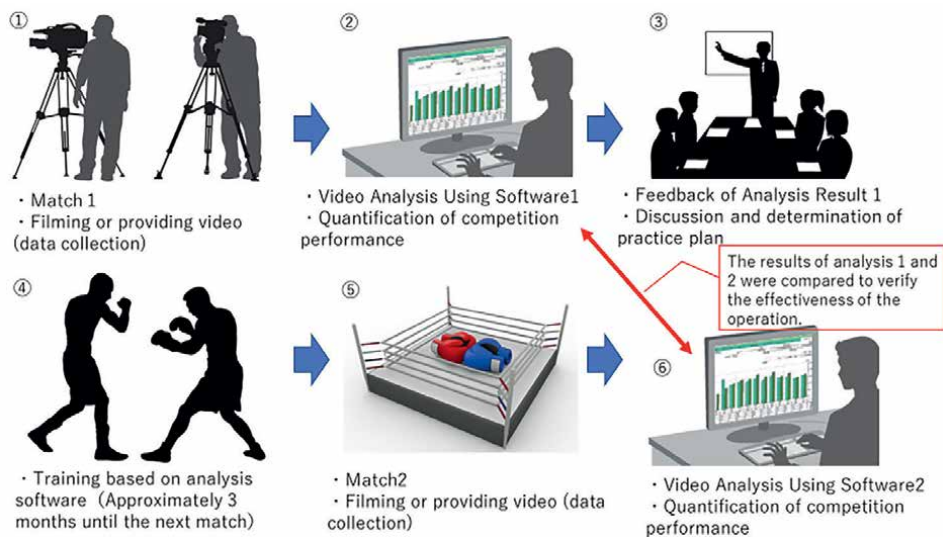 ①
②
③
・Match 1
・Filming or providing video
(data collection)
・Video Analysis Using Software1
・Quantification of competition
performance
・Feedback of Analysis Result 1
・Discussion and determination of
practice plan
The results of analysis 1 and
2 were compared to verify
the effectiveness of the
operation.
④
⑤
⑥
・Training based on analysis
software（Approximately 3
months until the next match）
・Match2
・Filming or providing video (data
collection)
・Video Analysis Using Software2
・Quantification of competition
performance